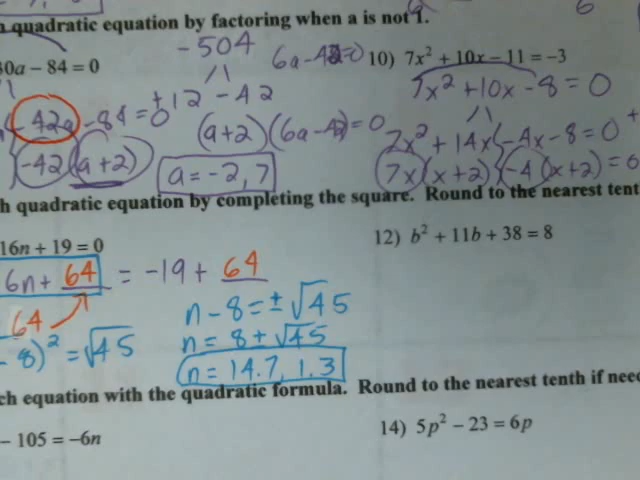 quadratic equation by factoring when a is not 1.
30a – 84 = 0
-504
6a-42=0
10) 7x² + 10x – 11 = –3
7x² +10x -8 = 0
-42a -84 = 0
+12 -42
(a+2)(6a-42)=0
7x² + 14x -4x -8 = 0
-42 (a+2)
a = -2, 7
7x (x+2) -4 (x+2) = 0
h quadratic equation by completing the square. Round to the nearest tent
16n + 19 = 0
12) b² + 11b + 38 = 8
6n + 64 = -19 + 64
64
n - 8 = ± √45
8)² = √45
n = 8 ± √45
n = 14.7, 1.3
ch equation with the quadratic formula. Round to the nearest tenth if need
– 105 = –6n
14) 5p² – 23 = 6p